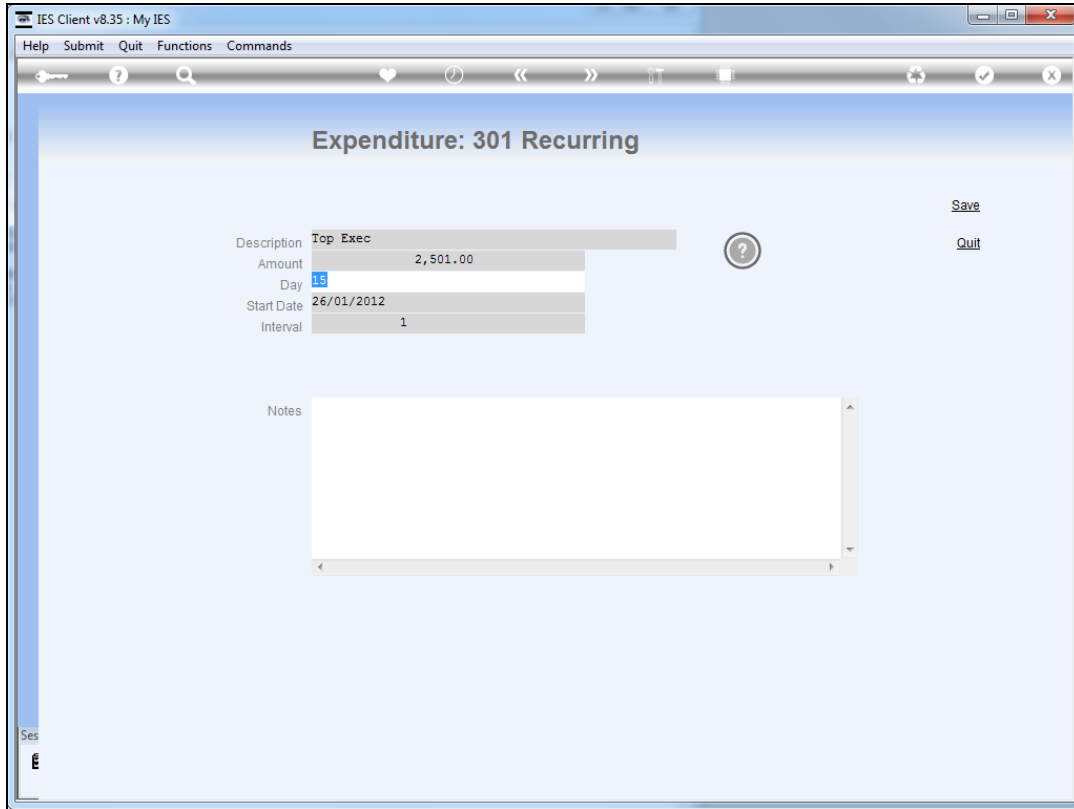 IES Client v8.35 : My IES
Help Submit Quit Functions Commands
Expenditure: 301 Recurring
Save
Description Top Exec
Quit
Amount 2,501.00
Day 15
Start Date 26/01/2012
Interval 1
Notes
Ses